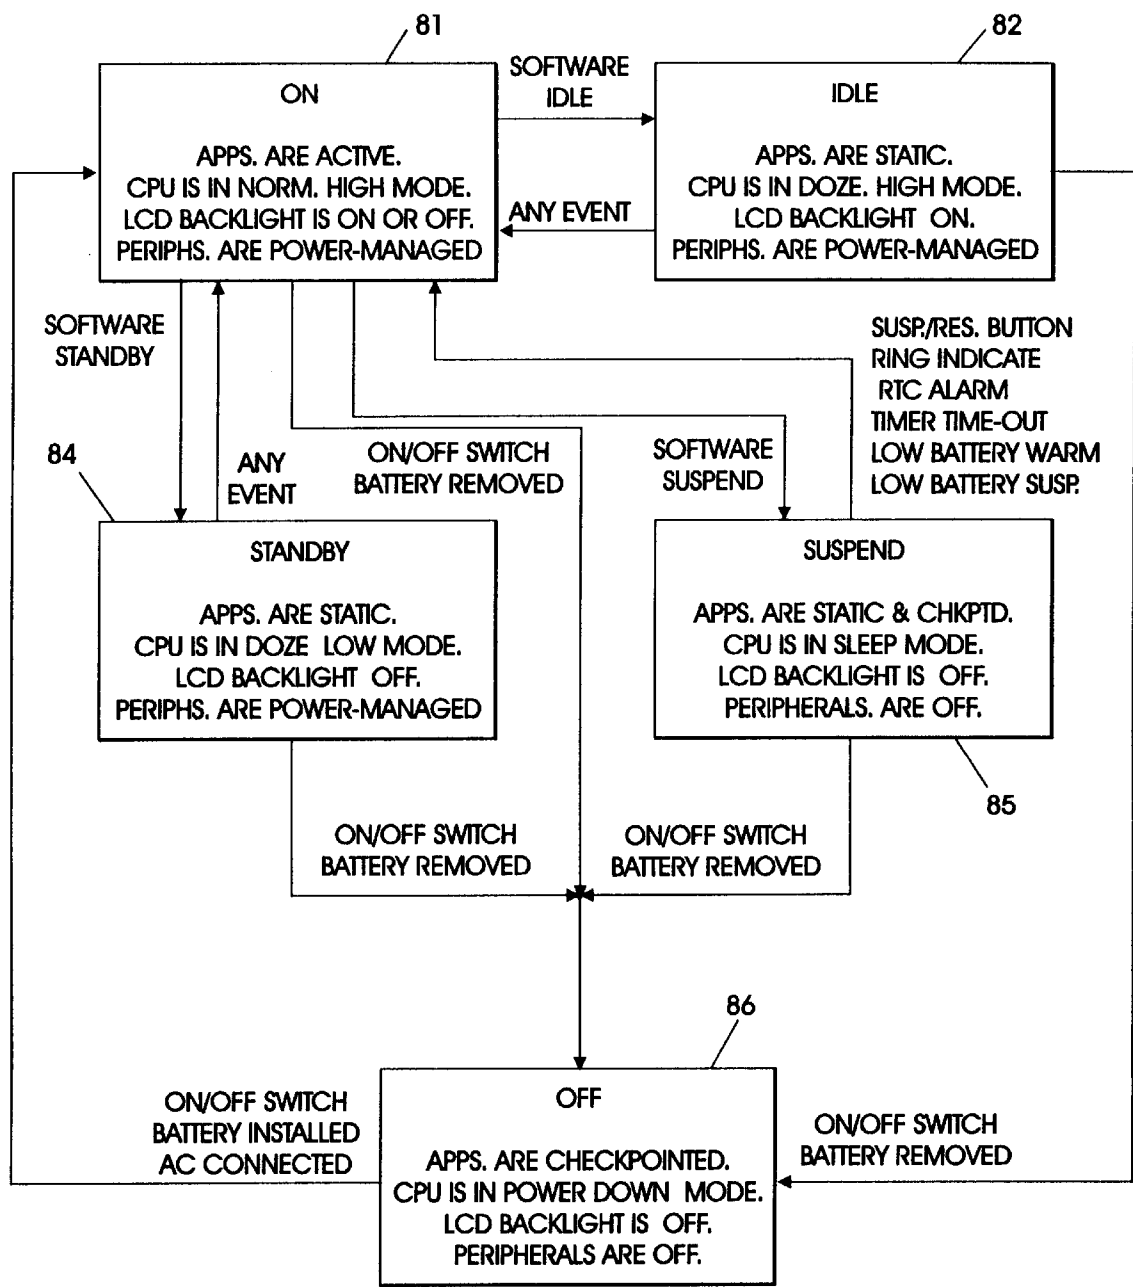 81
82
ON
APPS. ARE ACTIVE.
CPU IS IN NORM. HIGH MODE.
LCD BACKLIGHT IS ON OR OFF.
PERIPHS. ARE POWER-MANAGED
SOFTWARE
IDLE
ANY EVENT
IDLE
APPS. ARE STATIC.
CPU IS IN DOZE. HIGH MODE.
LCD BACKLIGHT ON.
PERIPHS. ARE POWER-MANAGED
SOFTWARE
STANDBY
84
ANY
EVENT
ON/OFF SWITCH
BATTERY REMOVED
SOFTWARE
SUSPEND
SUSP./RES. BUTTON
RING INDICATE
RTC ALARM
TIMER TIME-OUT
LOW BATTERY WARM
LOW BATTERY SUSP.
STANDBY
APPS. ARE STATIC.
CPU IS IN DOZE LOW MODE.
LCD BACKLIGHT OFF.
PERIPHS. ARE POWER-MANAGED
SUSPEND
APPS. ARE STATIC & CHKPTD.
CPU IS IN SLEEP MODE.
LCD BACKLIGHT IS OFF.
PERIPHERALS. ARE OFF.
85
ON/OFF SWITCH
BATTERY REMOVED
ON/OFF SWITCH
BATTERY REMOVED
86
ON/OFF SWITCH
BATTERY INSTALLED
AC CONNECTED
OFF
APPS. ARE CHECKPOINTED.
CPU IS IN POWER DOWN MODE.
LCD BACKLIGHT IS OFF.
PERIPHERALS ARE OFF.
ON/OFF SWITCH
BATTERY REMOVED